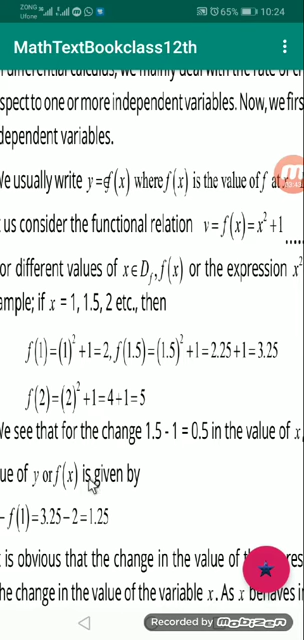 ZONG
Ufone
65% 10:24
MathTextBookclass12th
differential calculus, we mainly deal with the rate of
spect to one or more independent variables. Now, we firs
dependent variables.
We usually write y = f(x) where f(x) is the value of f at x
us consider the functional relation v = f(x) = x² +1
.....
or different values of x ∈ D_f, f(x) or the expression x²
ample; if x = 1, 1.5, 2 etc., then
f(1)=(1)²+1=2, f(1.5)=(1.5)²+1=2.25+1=3.25
f(2)=(2)²+1=4+1=5
We see that for the change 1.5 - 1 = 0.5 in the value of x,
ue of y or f(x) is given by
- f(1)=3.25-2=1.25
t is obvious that the change in the value of
he change in the value of the variable x. As x behaves in
Recorded by Mobizen